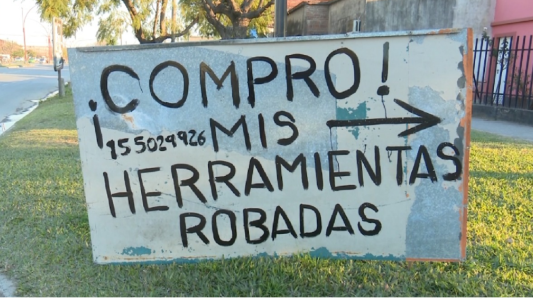 ¡COMPRO!
155029926 MIS
HERRAMIENTAS
ROBADAS